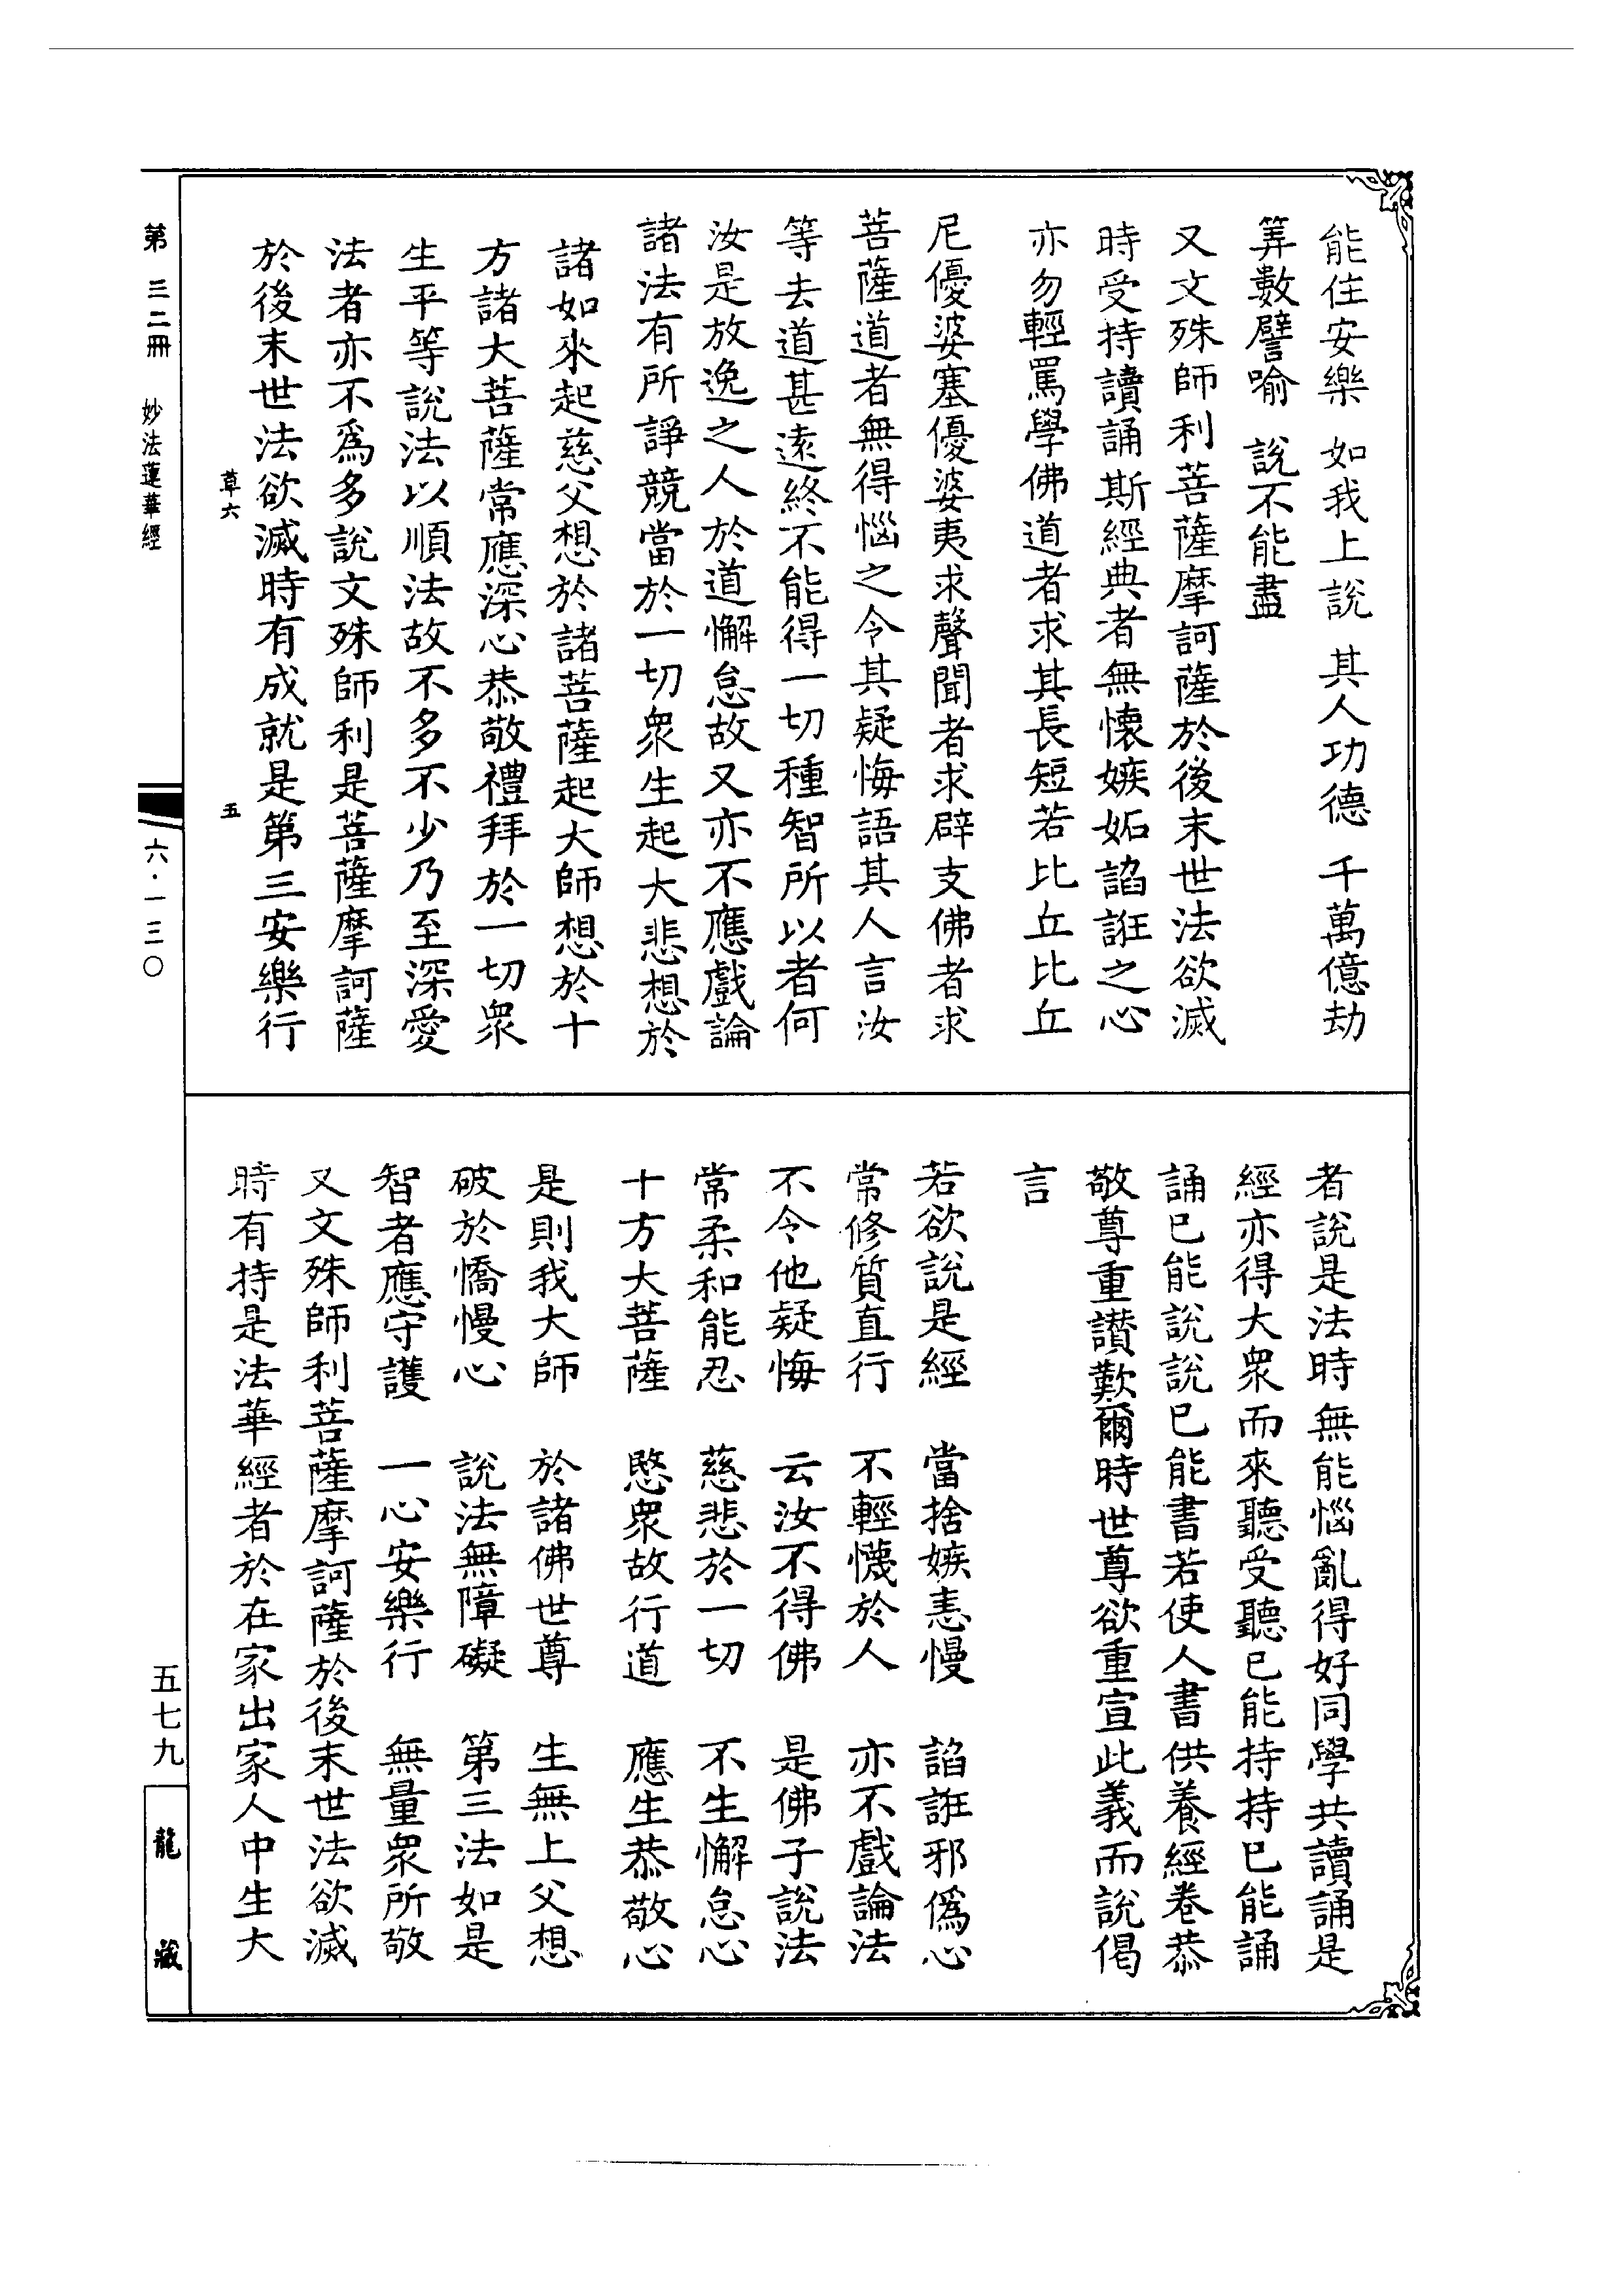 能住安樂　如我上說　其人功德　千萬億劫
筭數譬喻　說不能盡
又文殊師利菩薩摩訶薩於後末世法欲滅
時受持讀誦斯經典者無懷嫉妬諂誑之心
亦勿輕罵學佛道者求其長短若比丘比丘
尼優婆塞優婆夷求聲聞者求辟支佛者求
菩薩道者無得惱之令其疑悔語其人言汝
等去道甚遠終不能得一切種智所以者何
汝是放逸之人於道懈怠故又亦不應戲論
諸法有所諍競當於一切眾生起大悲想於
諸如來起慈父想於諸菩薩起大師想於十
方諸大菩薩常應深心恭敬禮拜於一切眾
生平等說法以順法故不多不少乃至深愛
法者亦不為多說文殊師利是菩薩摩訶薩
於後末世法欲滅時有成就是第三安樂行
草六　五
者說是法時無能惱亂得好同學共讀誦是
經亦得大眾而來聽受聽已能持持已能誦
誦已能說說已能書若使人書供養經卷恭
敬尊重讃歎爾時世尊欲重宣此義而說偈
言
若欲說是經　當捨嫉恚慢　諂誑邪偽心
常修質直行　不輕懱於人　亦不戲論法
不令他疑悔　云汝不得佛　是佛子說法
常柔和能忍　慈悲於一切　不生懈怠心
十方大菩薩　愍眾故行道　應生恭敬心
是則我大師　於諸佛世尊　生無上父想
破於憍慢心　說法無障礙　第三法如是
智者應守護　一心安樂行　無量眾所敬
又文殊師利菩薩摩訶薩於後末世法欲滅
時有持是法華經者於在家出家人中生大
第三二冊　妙法蓮華經
六·一三〇
五七九
龍藏